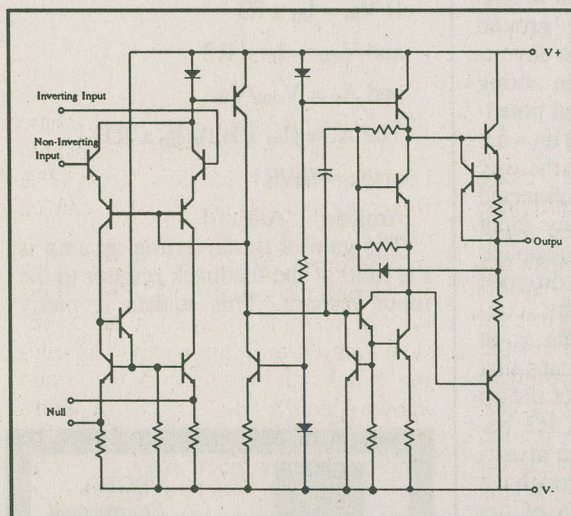 V+
Inverting Input
Non-Inverting
Input
Outpu
Null
V-